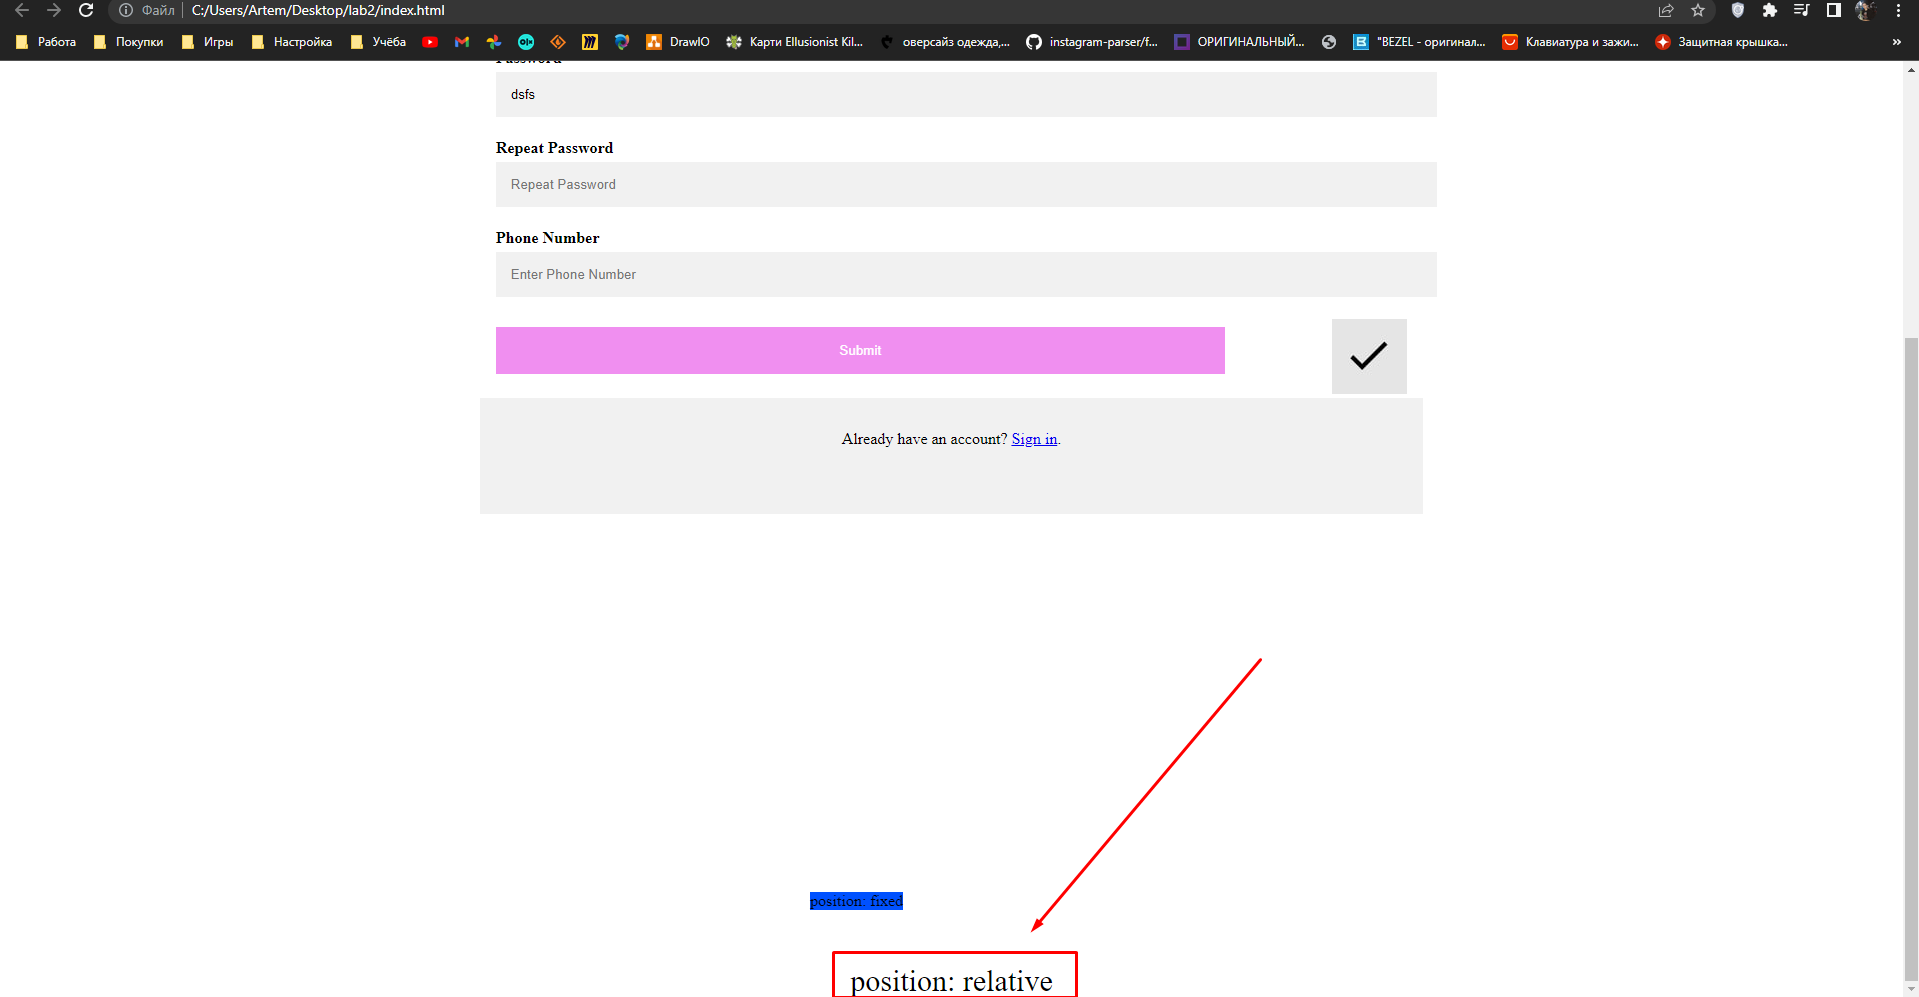 Файл C:/Users/Artem/Desktop/lab2/index.html
Работа Покупки Игры Настройка Учёба DrawIO Карти Ellusionist Kil... оверсайз одежда,... instagram-parser/f... ОРИГИНАЛЬНЫЙ... "BEZEL - оригинал... Клавиатура и зажи... Защитная крышка... »
Password
dsfs
Repeat Password
Repeat Password
Phone Number
Enter Phone Number
Submit
Already have an account? Sign in.
position: fixed
position: relative